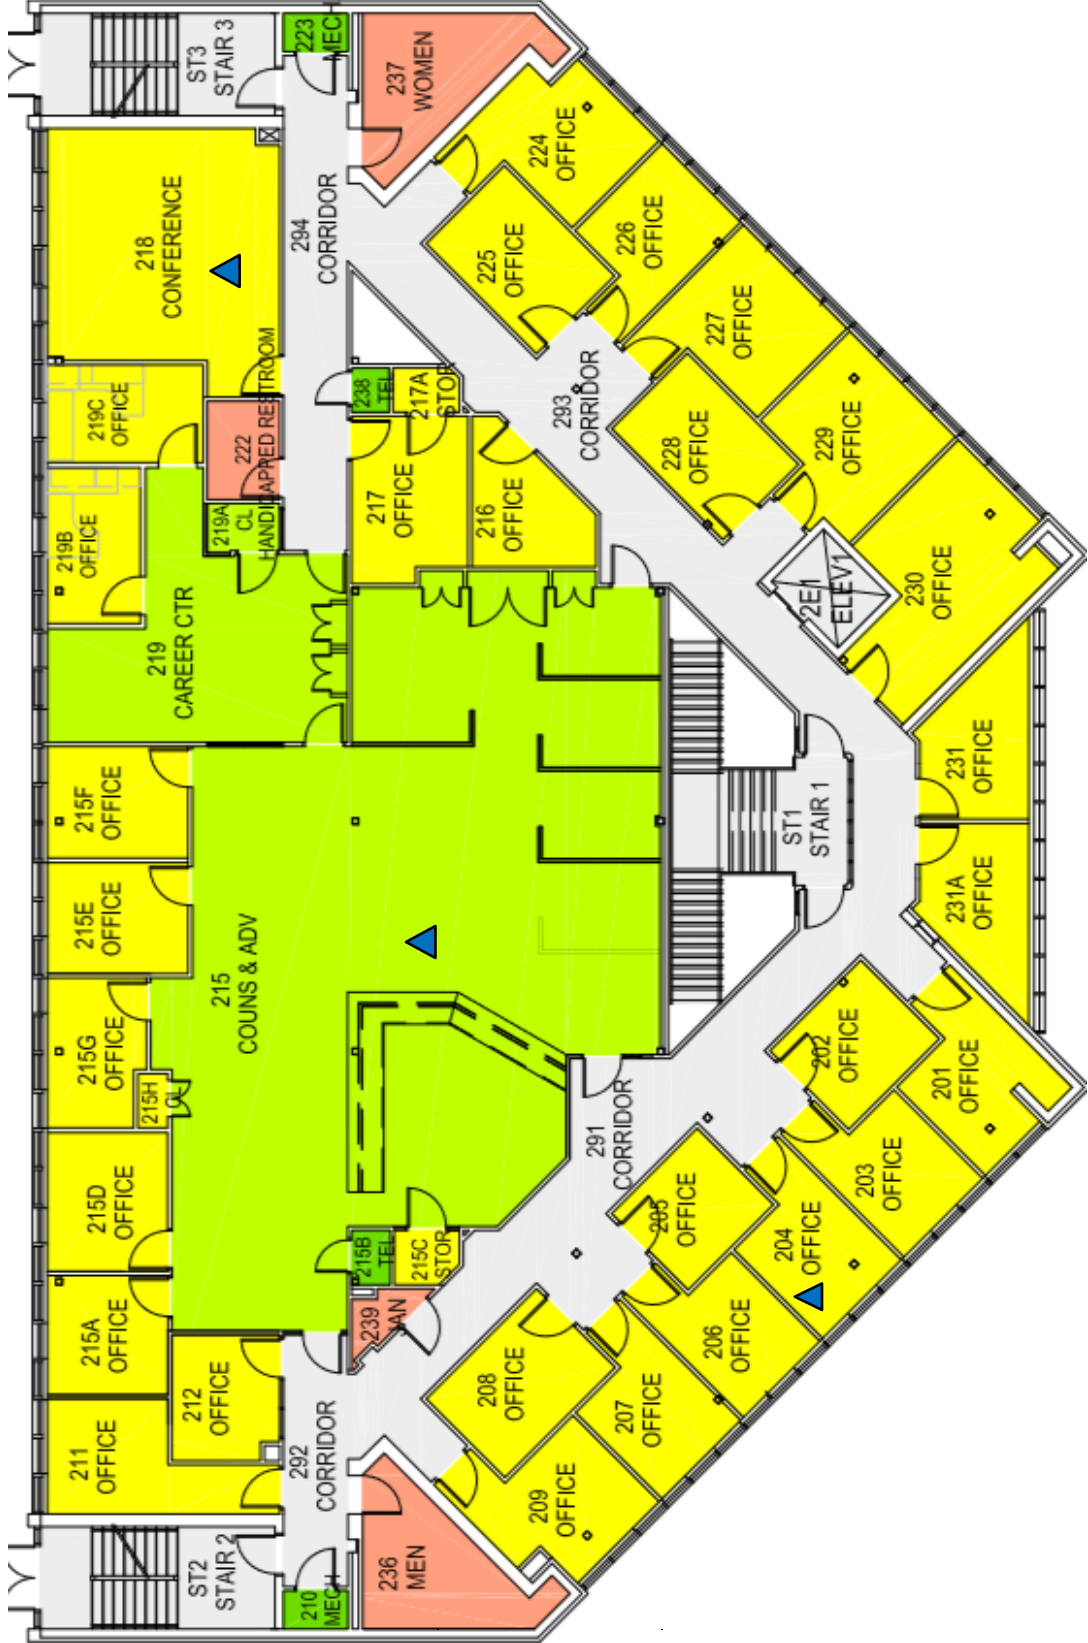 ST3
STAIR 3
223
MEC
237
WOMEN
218
CONFERENCE
294
CORRIDOR
224
OFFICE
225
OFFICE
226
OFFICE
227
OFFICE
219C
OFFICE
222
HANDICAPPED RESTROOM
238
TEL
217A
STOR
293
CORRIDOR
228
OFFICE
229
OFFICE
219B
OFFICE
219A
CL
217
OFFICE
216
OFFICE
2E1
ELEV1
230
OFFICE
219
CAREER CTR
215F
OFFICE
231
OFFICE
ST1
STAIR 1
231A
OFFICE
215E
OFFICE
215
COUNS & ADV
215G
OFFICE
215H
CL
202
OFFICE
201
OFFICE
291
CORRIDOR
203
OFFICE
215D
OFFICE
205
OFFICE
204
OFFICE
215B
TEL
215C
STOR
215A
OFFICE
239
206
OFFICE
212
OFFICE
208
OFFICE
207
OFFICE
211
OFFICE
292
CORRIDOR
209
OFFICE
ST2
STAIR 2
210
MECH
236
MEN